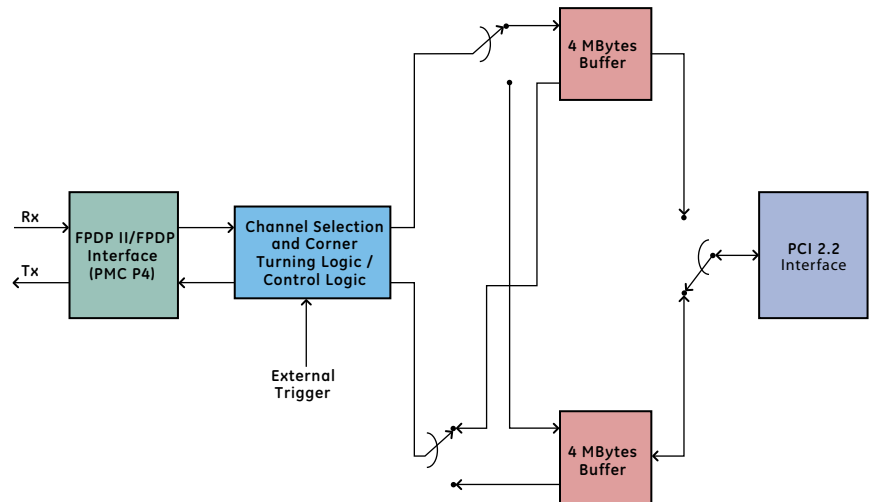 4 MBytes
Buffer
Rx
Tx
FPDP II/FPDP
Interface
(PMC P4)
Channel Selection
and Corner
Turning Logic /
Control Logic
PCI 2.2
Interface
External
Trigger
4 MBytes
Buffer